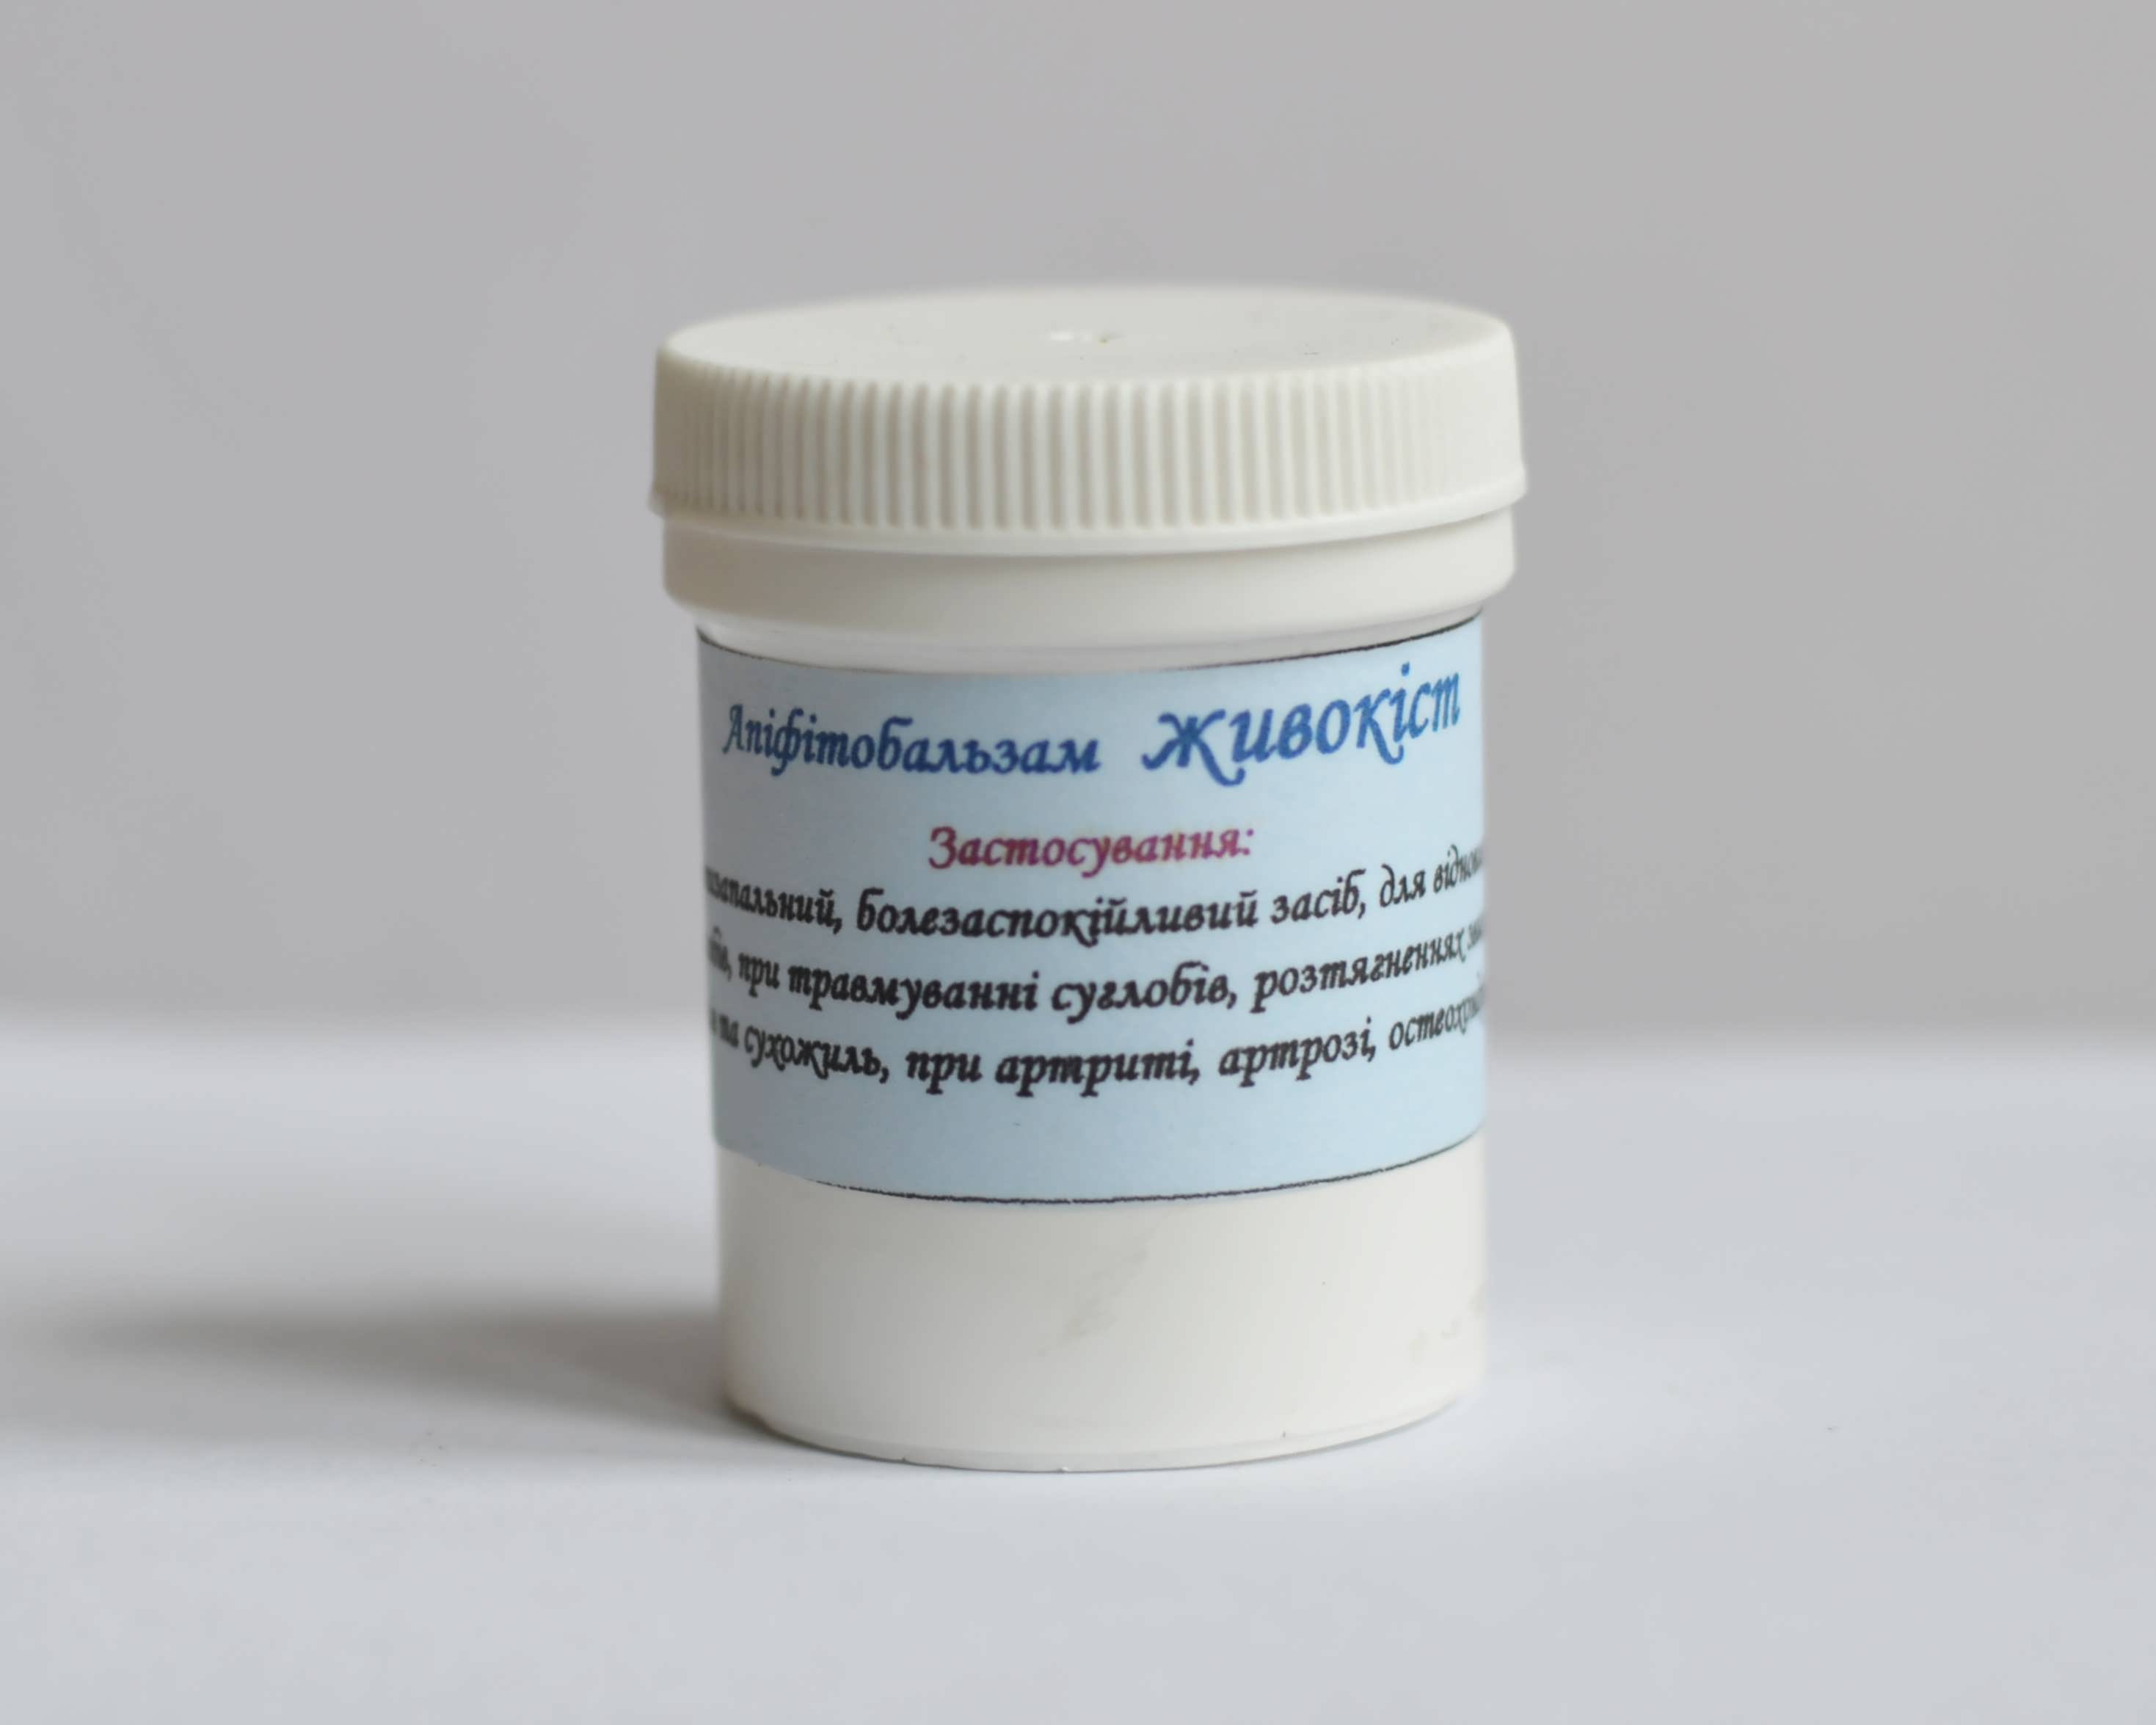 Апіфітобальзам живокіст
Застосування:
болезаспокійливий засіб, для
при травмуванні суглобів, розтягненнях
та сухожиль, при артриті, артрозі,